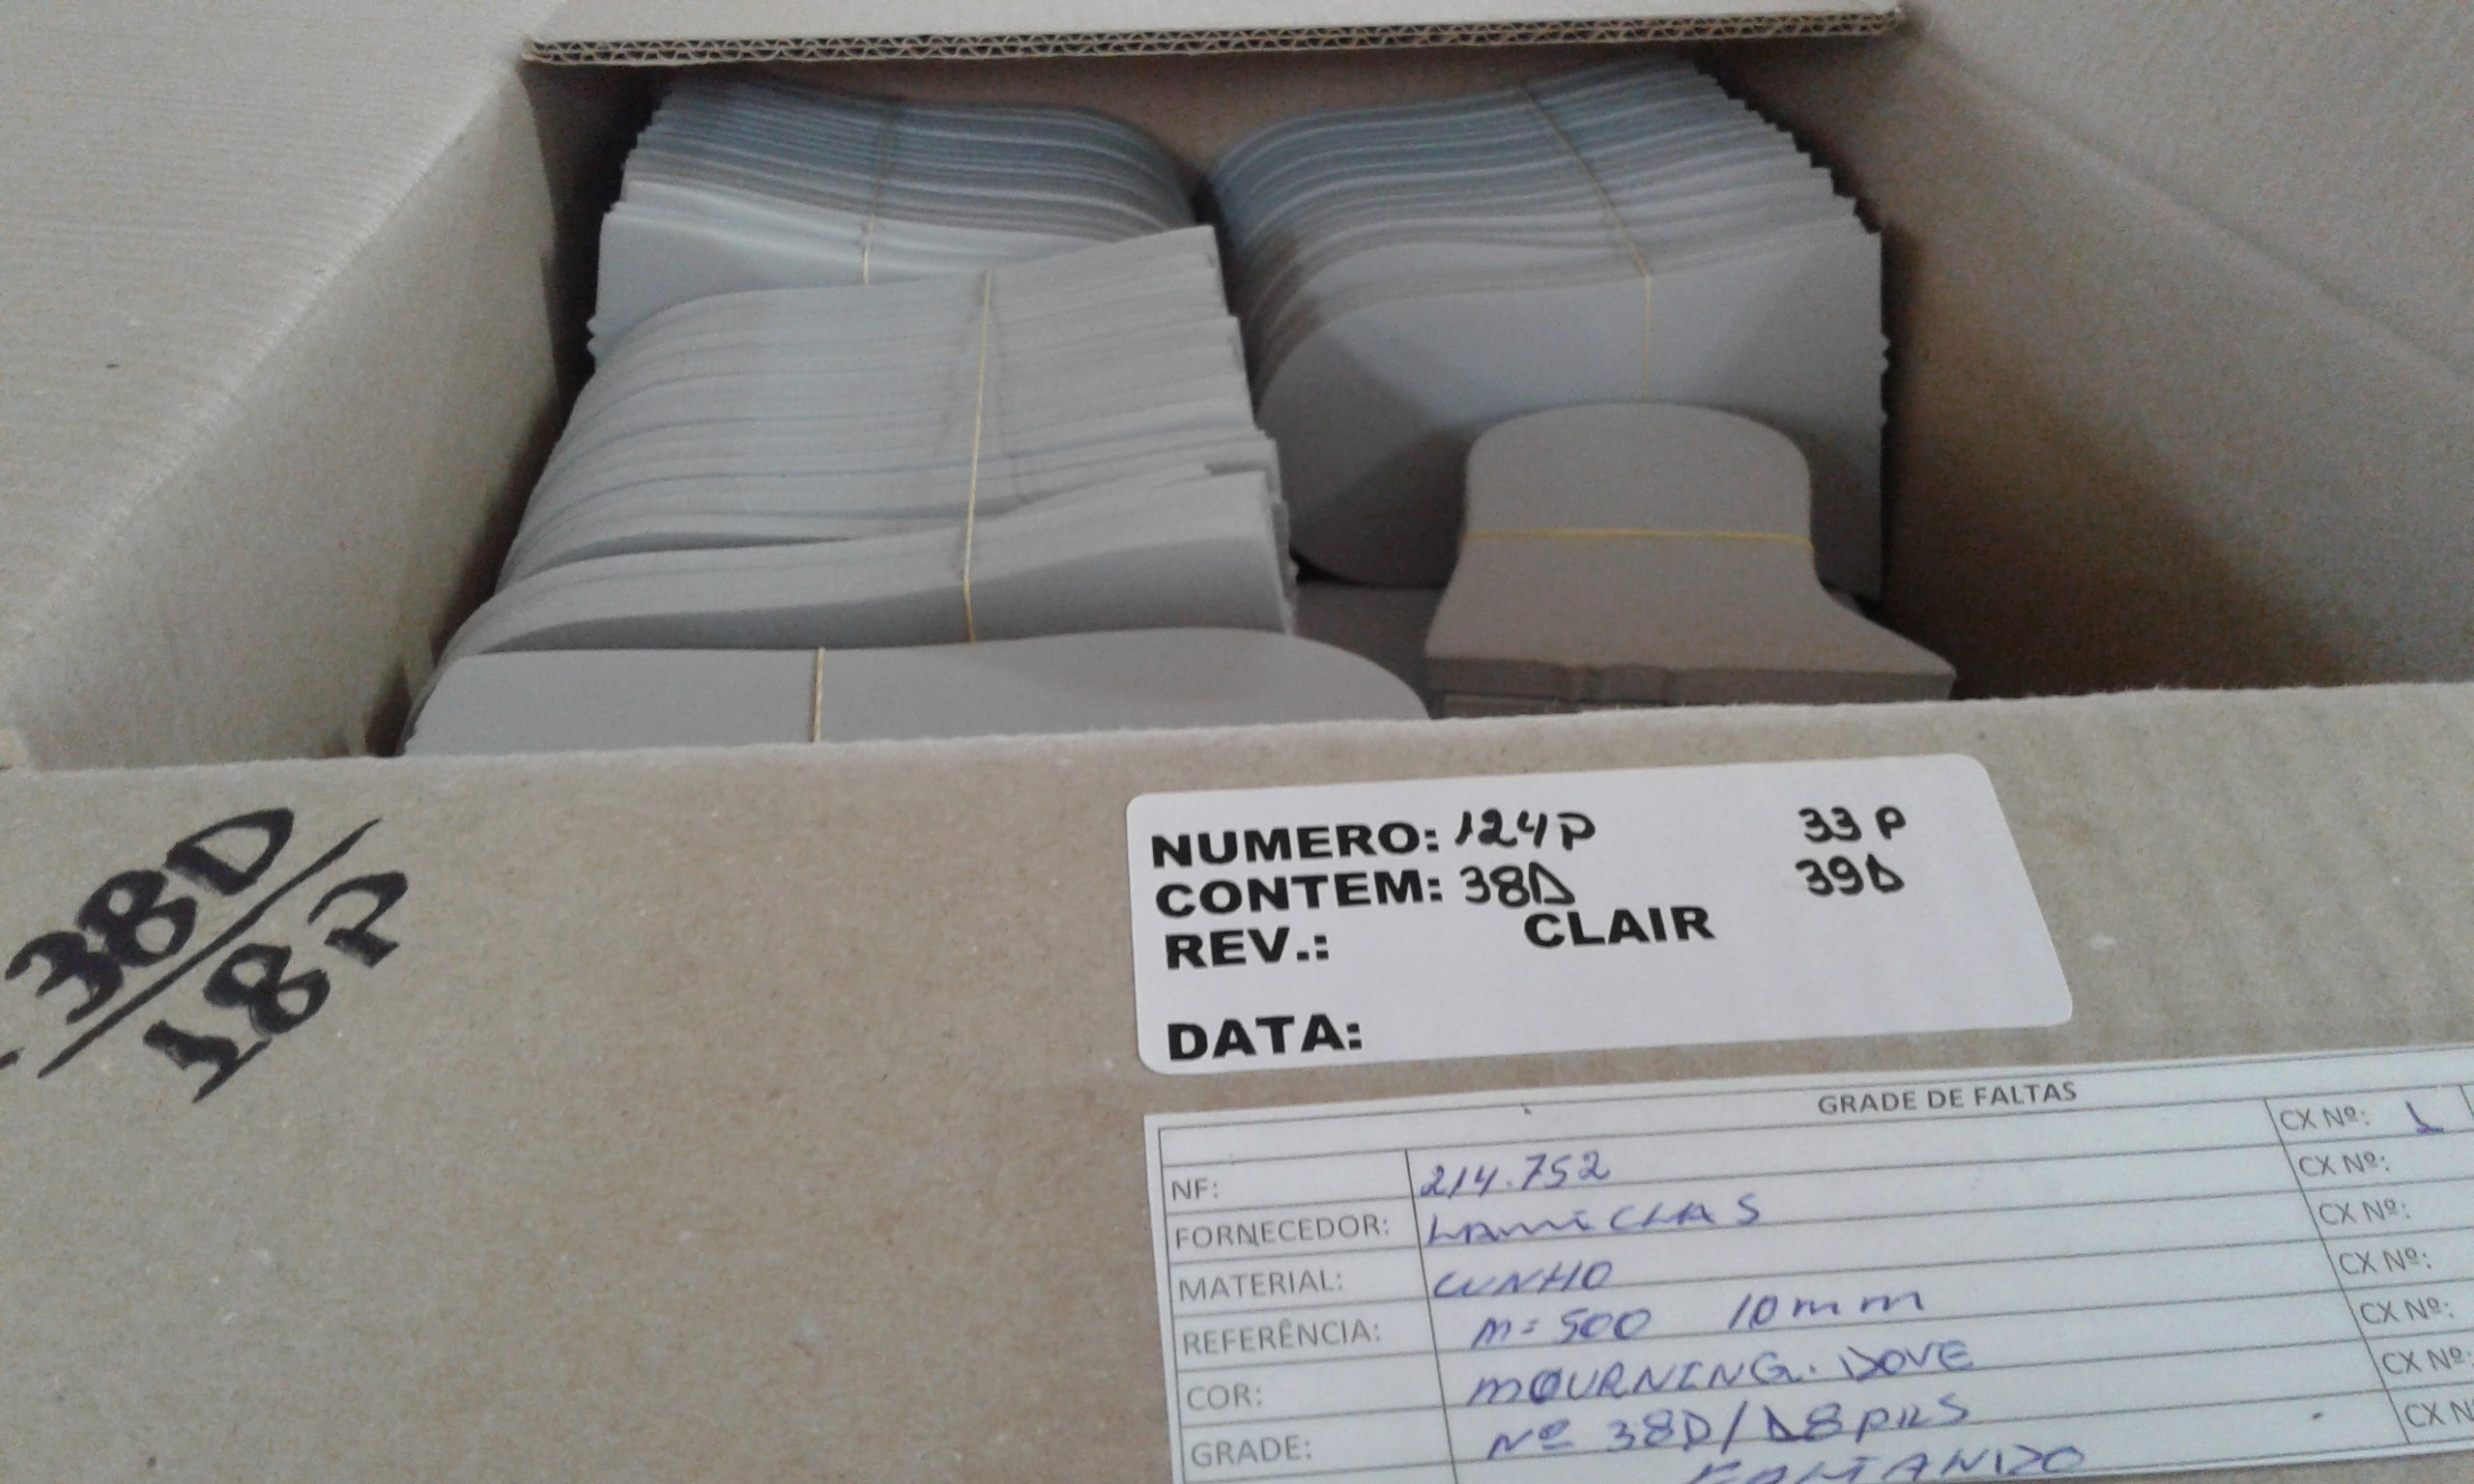 38D
18P
NUMERO: 124P 33P
CONTEM: 38D 39D
REV.: CLAIR
DATA:
GRADE DE FALTAS
CX Nº: 1
NF: 214.752
CX Nº:
FORNECEDOR:
CX Nº:
MATERIAL: CUNHO
CX Nº:
REFERÊNCIA: M=500 10mm
CX Nº:
COR: MOURNING.DOVE
CX Nº:
GRADE: Nº 38D/18PRS
CX N
FALTANDO